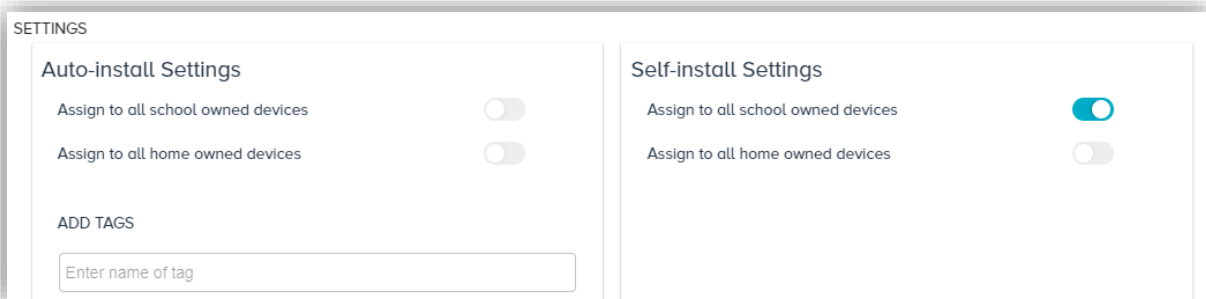 SETTINGS
Auto-install Settings
Assign to all school owned devices
Assign to all home owned devices
ADD TAGS
Enter name of tag
Self-install Settings
Assign to all school owned devices
Assign to all home owned devices